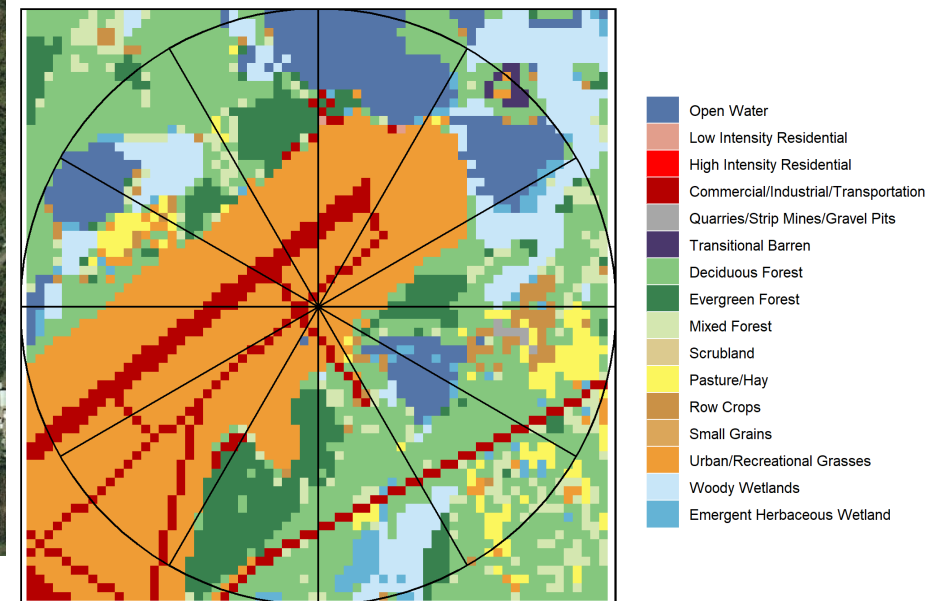 Open Water
Low Intensity Residential
High Intensity Residential
Commercial/Industrial/Transportation
Quarries/Strip Mines/Gravel Pits
Transitional Barren
Deciduous Forest
Evergreen Forest
Mixed Forest
Scrubland
Pasture/Hay
Row Crops
Small Grains
Urban/Recreational Grasses
Woody Wetlands
Emergent Herbaceous Wetland